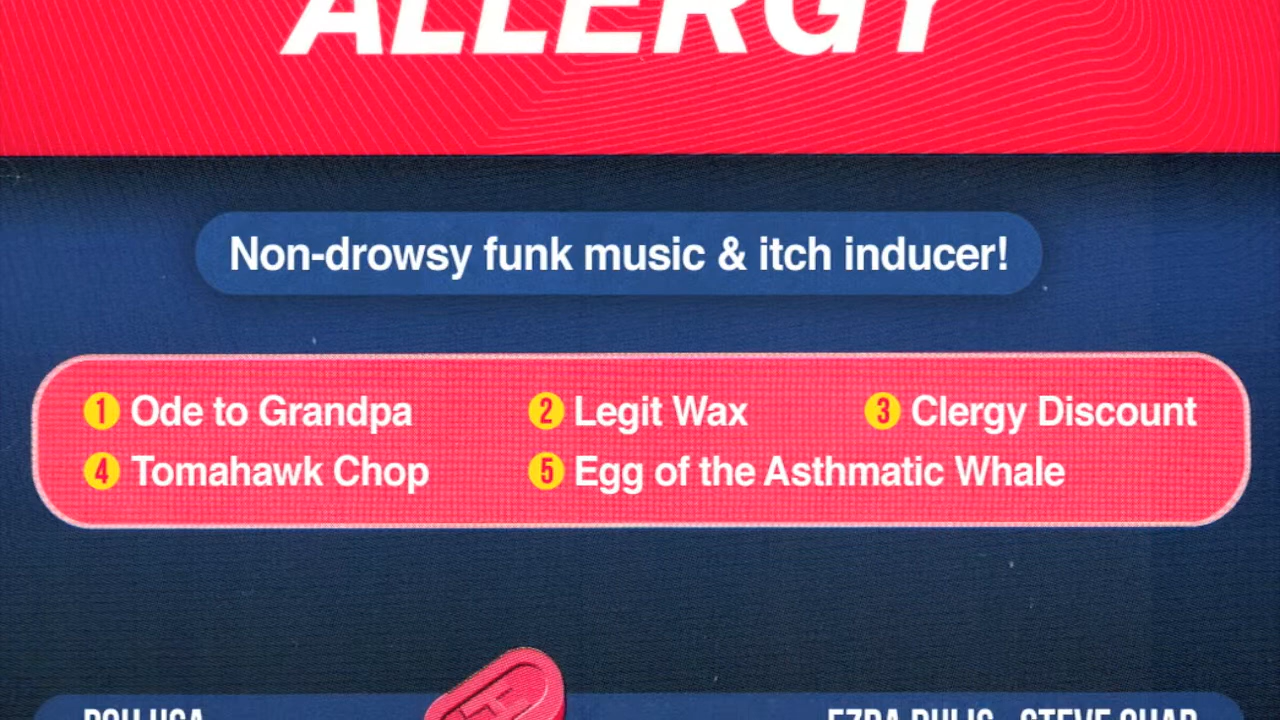 ALLERGY
Non-drowsy funk music & itch inducer!
1 Ode to Grandpa 2 Legit Wax 3 Clergy Discount
4 Tomahawk Chop 5 Egg of the Asthmatic Whale